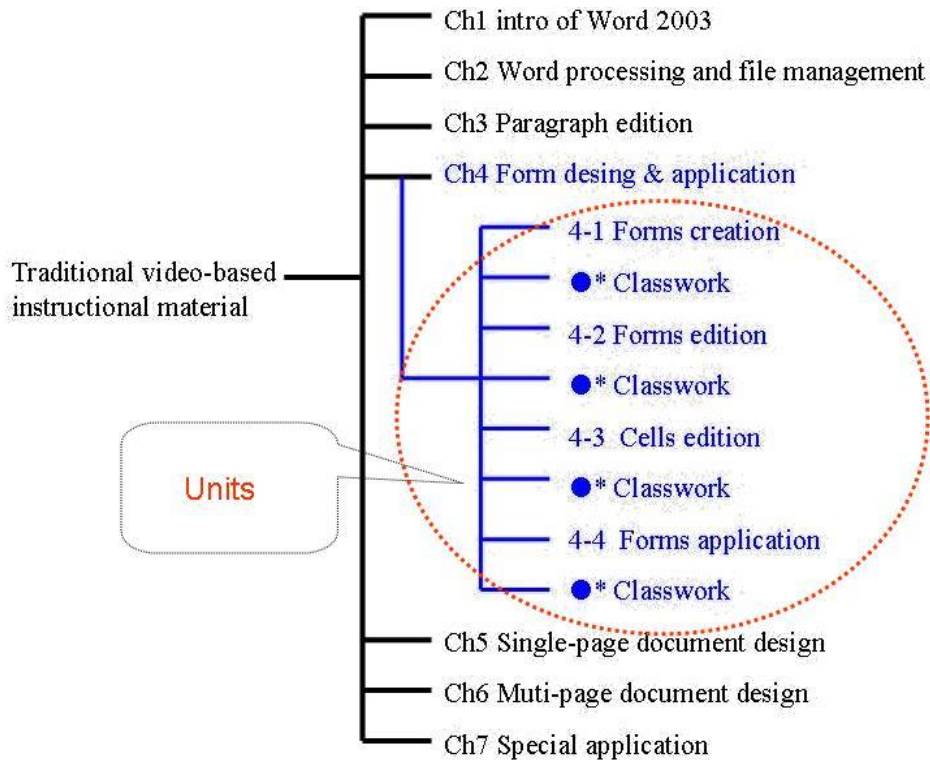 Ch1 intro of Word 2003
Ch2 Word processing and file management
Ch3 Paragraph edition
Ch4 Form desing & application
4-1 Forms creation
●* Classwork
Traditional video-based
instructional material
4-2 Forms edition
●* Classwork
4-3 Cells edition
Units
●* Classwork
4-4 Forms application
●* Classwork
Ch5 Single-page document design
Ch6 Muti-page document design
Ch7 Special application